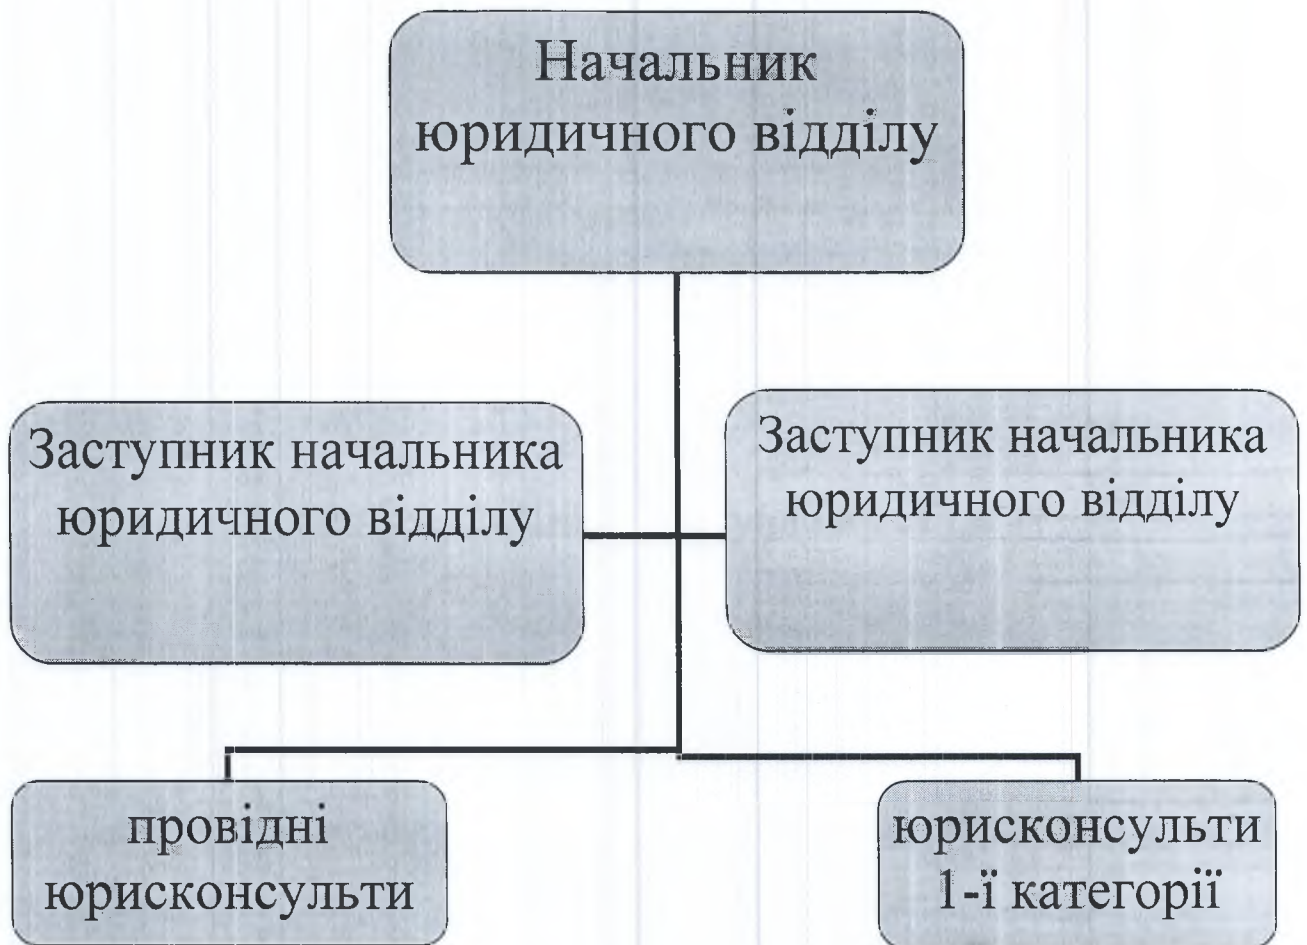 Начальник
юридичного відділу
Заступник начальника
юридичного відділу
Заступник начальника
юридичного відділу
провідні
юрисконсульти
юрисконсульти
1-ї категорії